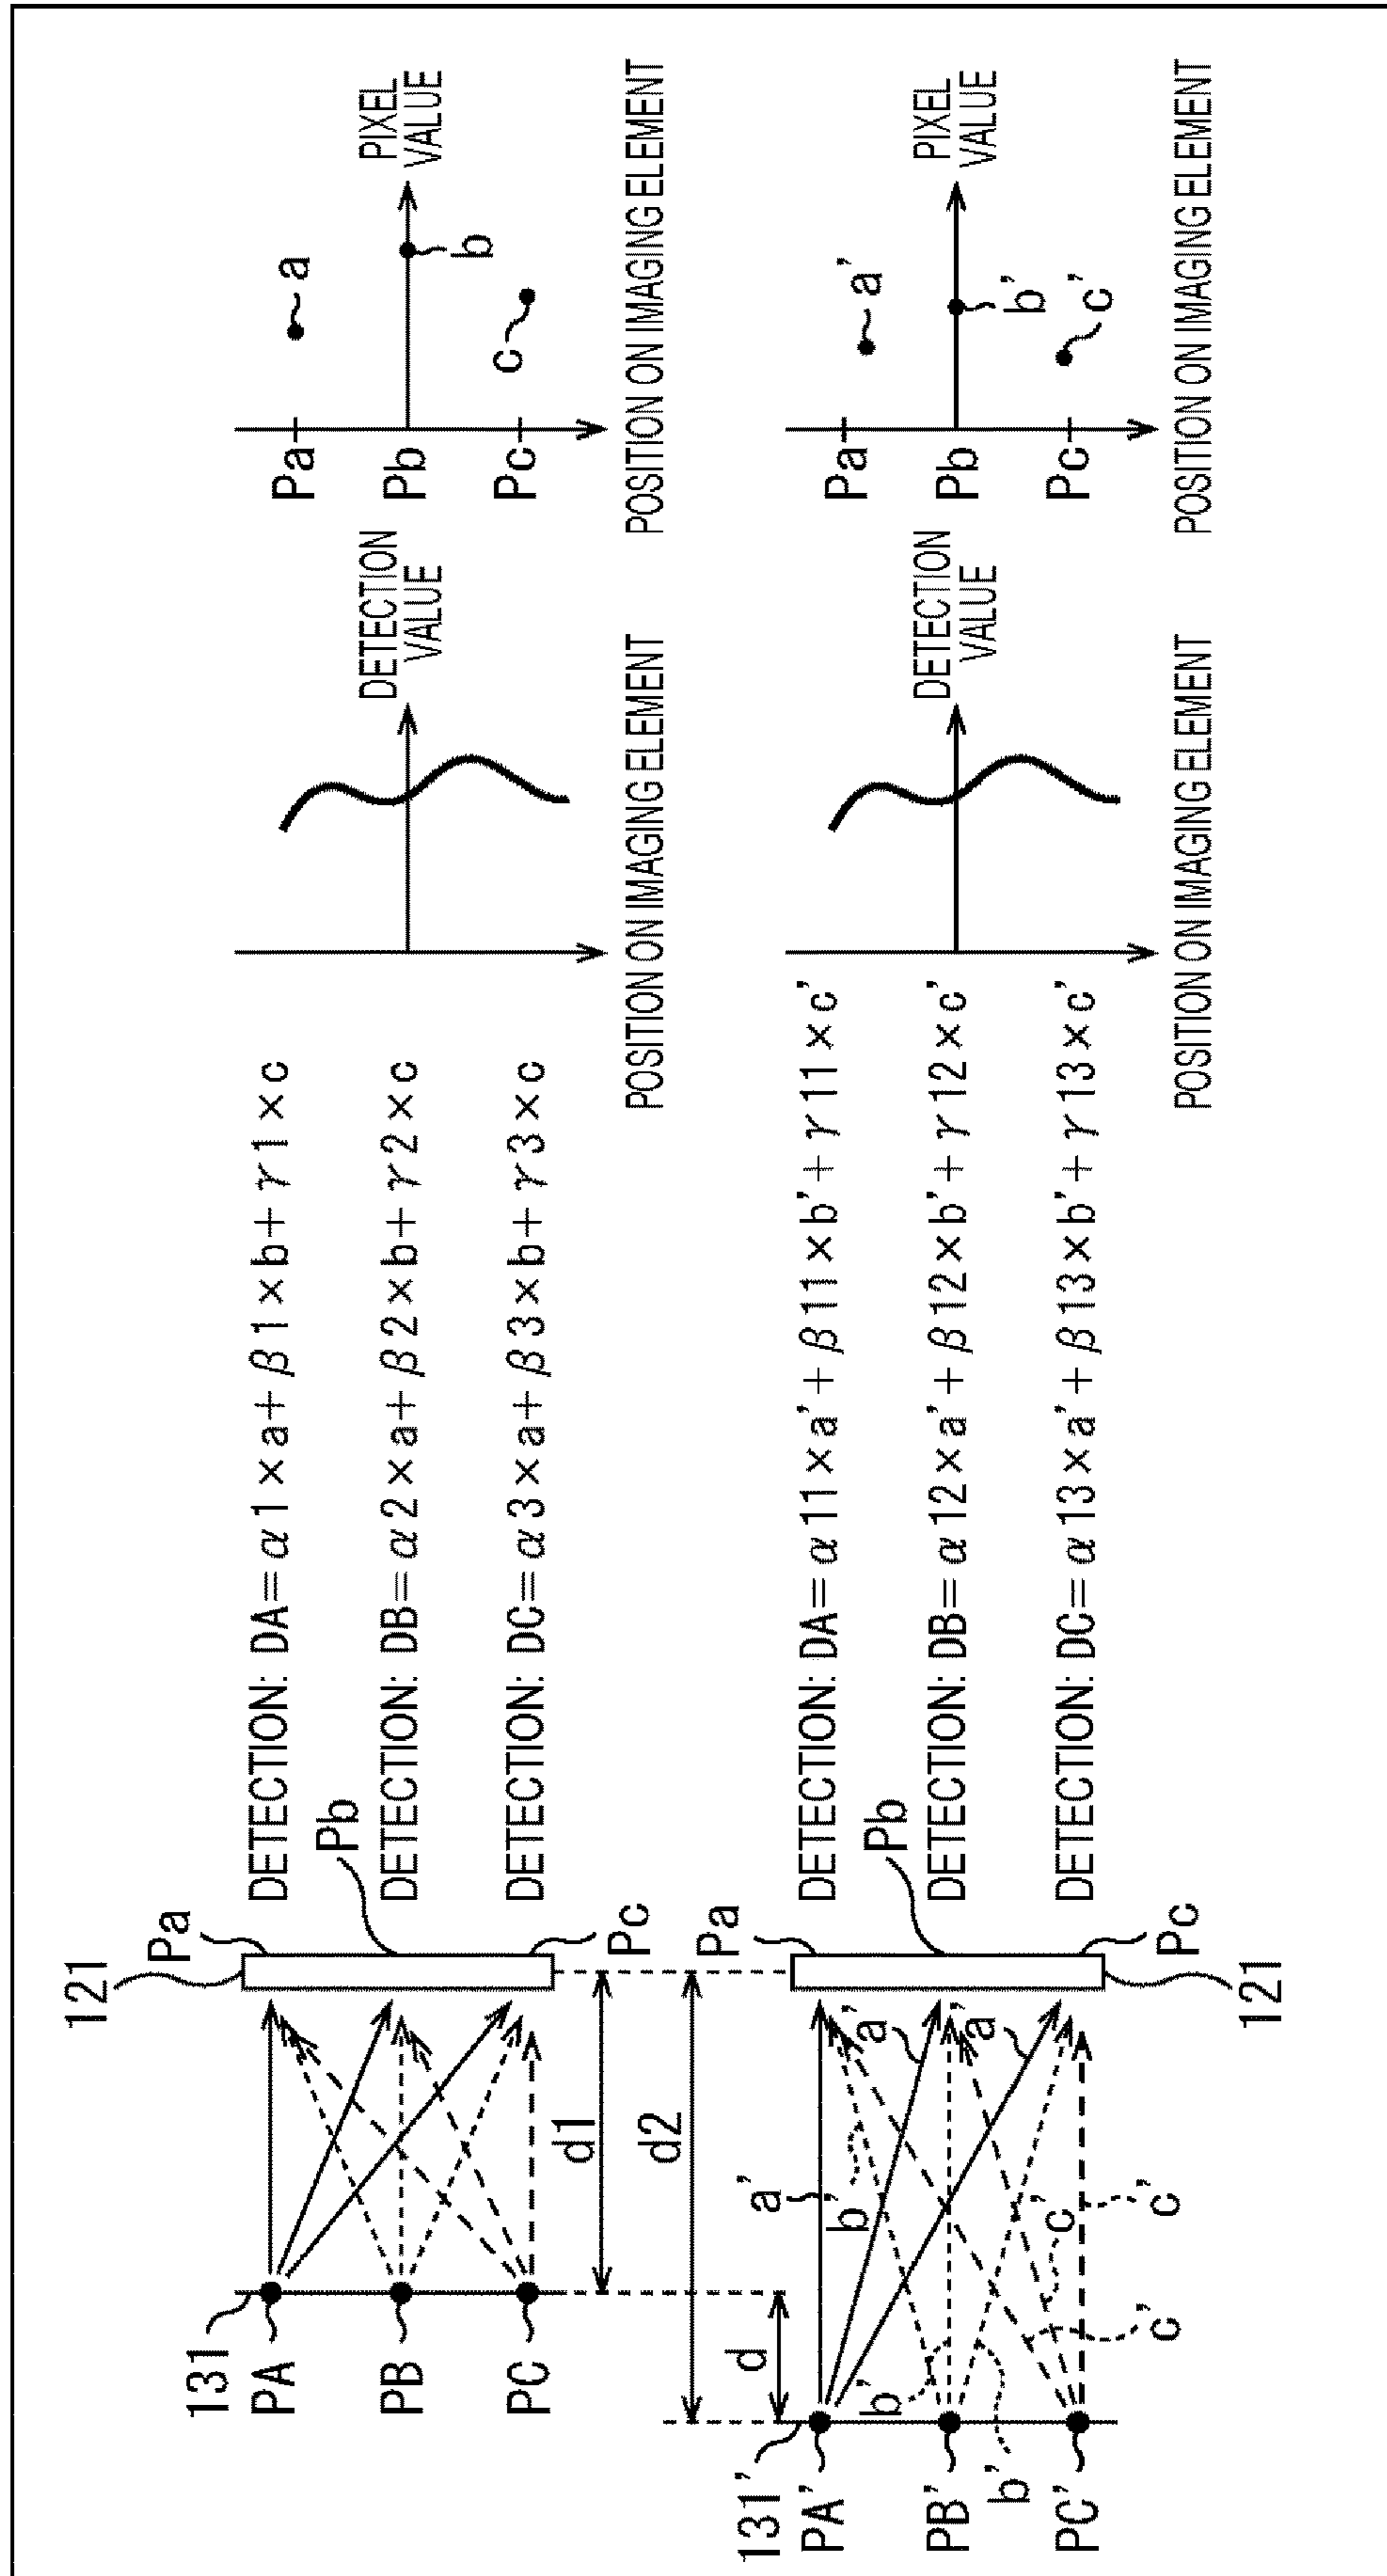 131
PA
PB
PC
121
Pa
Pb
Pc
d1
d2
d
DETECTION: DA=α1×a+β1×b+γ1×c
DETECTION: DB=α2×a+β2×b+γ2×c
DETECTION: DC=α3×a+β3×b+γ3×c
DETECTION
VALUE
POSITION ON IMAGING ELEMENT
PIXEL
VALUE
Pa
Pb
Pc
a
b
c
POSITION ON IMAGING ELEMENT
131'
PA'
PB'
PC'
a'
a'
a'
b'
b'
b'
c'
c'
c'
121
Pa
Pb
Pc
DETECTION: DA=α11×a'+β11×b'+γ11×c'
DETECTION: DB=α12×a'+β12×b'+γ12×c'
DETECTION: DC=α13×a'+β13×b'+γ13×c'
DETECTION
VALUE
POSITION ON IMAGING ELEMENT
PIXEL
VALUE
Pa
Pb
Pc
a'
b'
c'
POSITION ON IMAGING ELEMENT